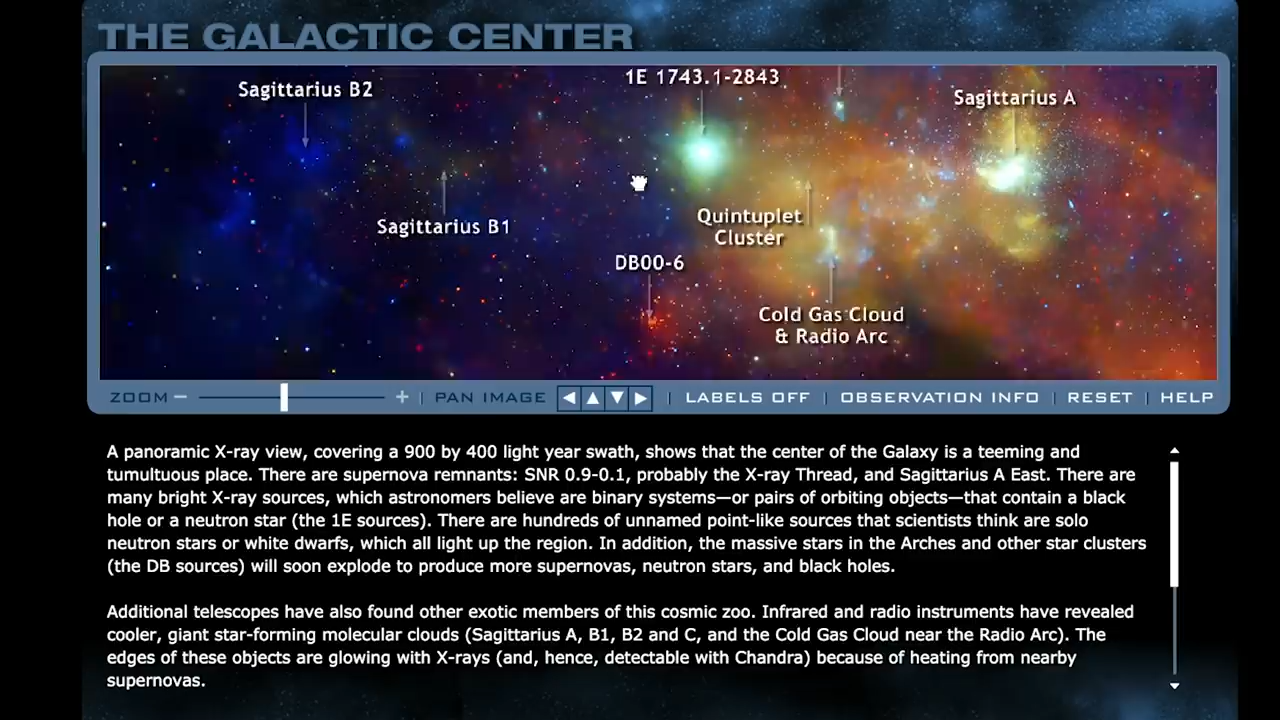 THE GALACTIC CENTER
Sagittarius B2
1E 1743.1-2843
Sagittarius A
Sagittarius B1
Quintuplet
Cluster
DB00-6
Cold Gas Cloud
& Radio Arc
ZOOM − + | PAN IMAGE | LABELS OFF | OBSERVATION INFO | RESET | HELP
A panoramic X-ray view, covering a 900 by 400 light year swath, shows that the center of the Galaxy is a teeming and
tumultuous place. There are supernova remnants: SNR 0.9-0.1, probably the X-ray Thread, and Sagittarius A East. There are
many bright X-ray sources, which astronomers believe are binary systems—or pairs of orbiting objects—that contain a black
hole or a neutron star (the 1E sources). There are hundreds of unnamed point-like sources that scientists think are solo
neutron stars or white dwarfs, which all light up the region. In addition, the massive stars in the Arches and other star clusters
(the DB sources) will soon explode to produce more supernovas, neutron stars, and black holes.
Additional telescopes have also found other exotic members of this cosmic zoo. Infrared and radio instruments have revealed
cooler, giant star-forming molecular clouds (Sagittarius A, B1, B2 and C, and the Cold Gas Cloud near the Radio Arc). The
edges of these objects are glowing with X-rays (and, hence, detectable with Chandra) because of heating from nearby
supernovas.